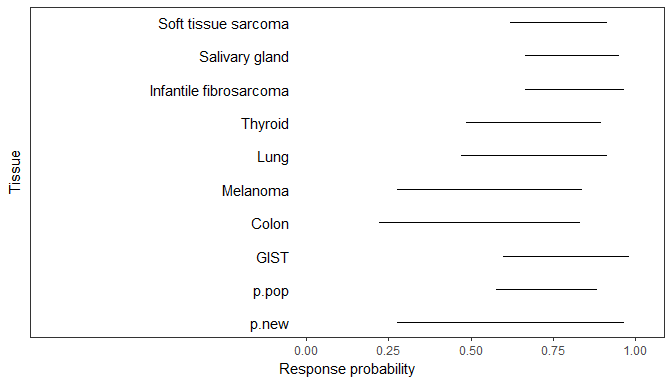 Soft tissue sarcoma
Salivary gland
Infantile fibrosarcoma
Thyroid
Lung
Melanoma
Colon
GIST
p.pop
p.new
Tissue
0.00 0.25 0.50 0.75 1.00
Response probability